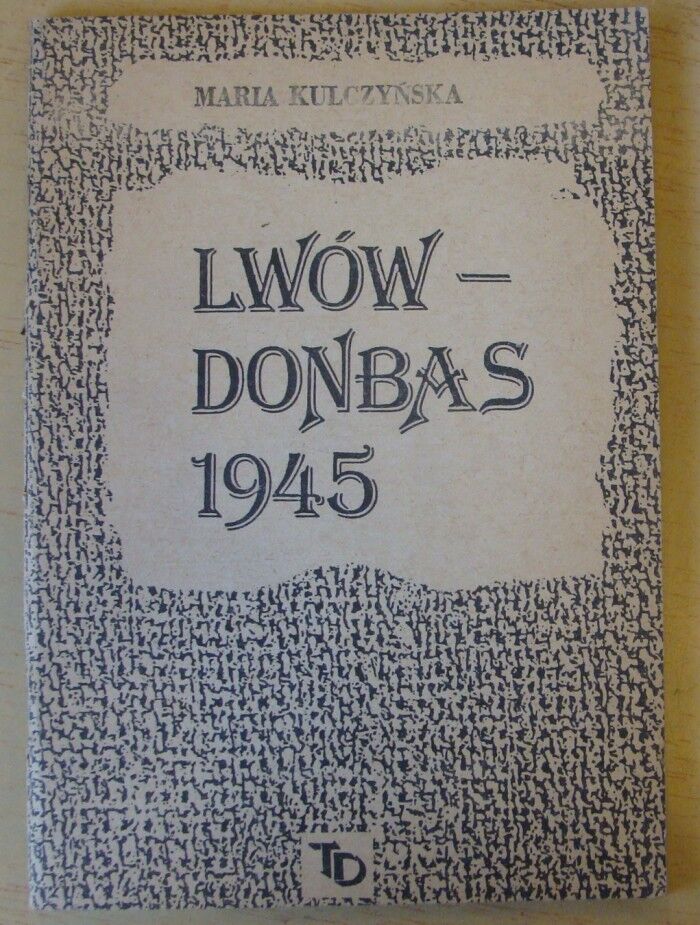 MARIA KULCZYŃSKA
LWÓW –
DONBAS
1945
TD